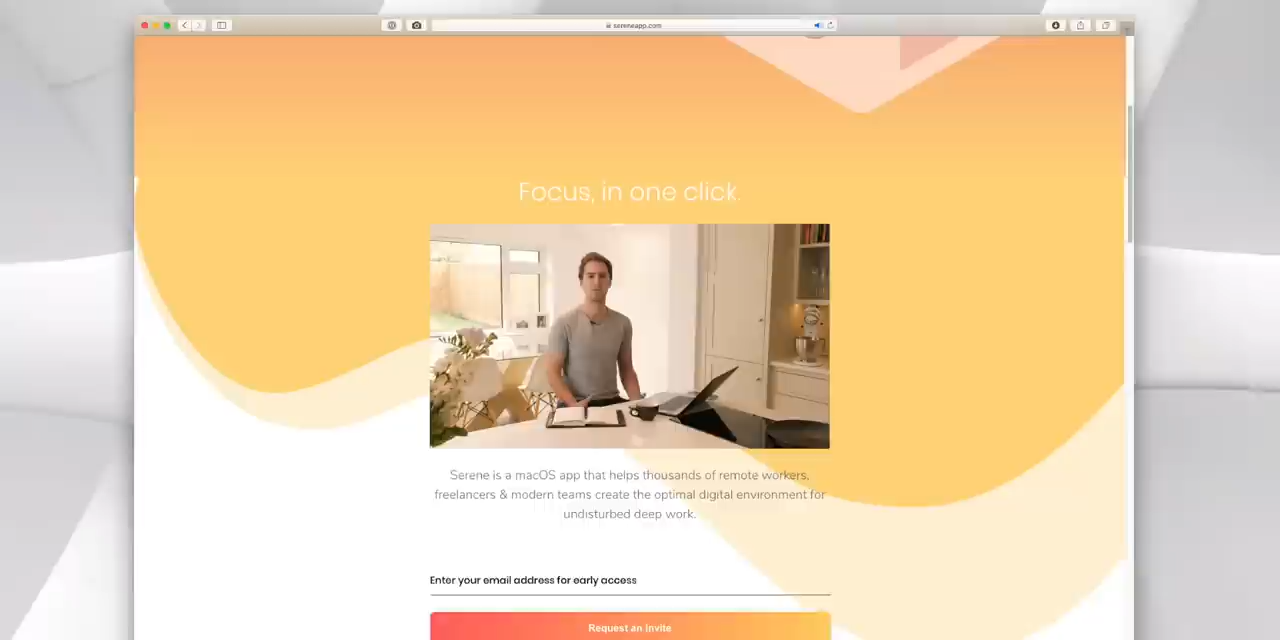 sereneapp.com
Focus, in one click.
Serene is a macOS app that helps thousands of remote workers,
freelancers & modern teams create the optimal digital environment for
undisturbed deep work.
Enter your email address for early access
Request an Invite